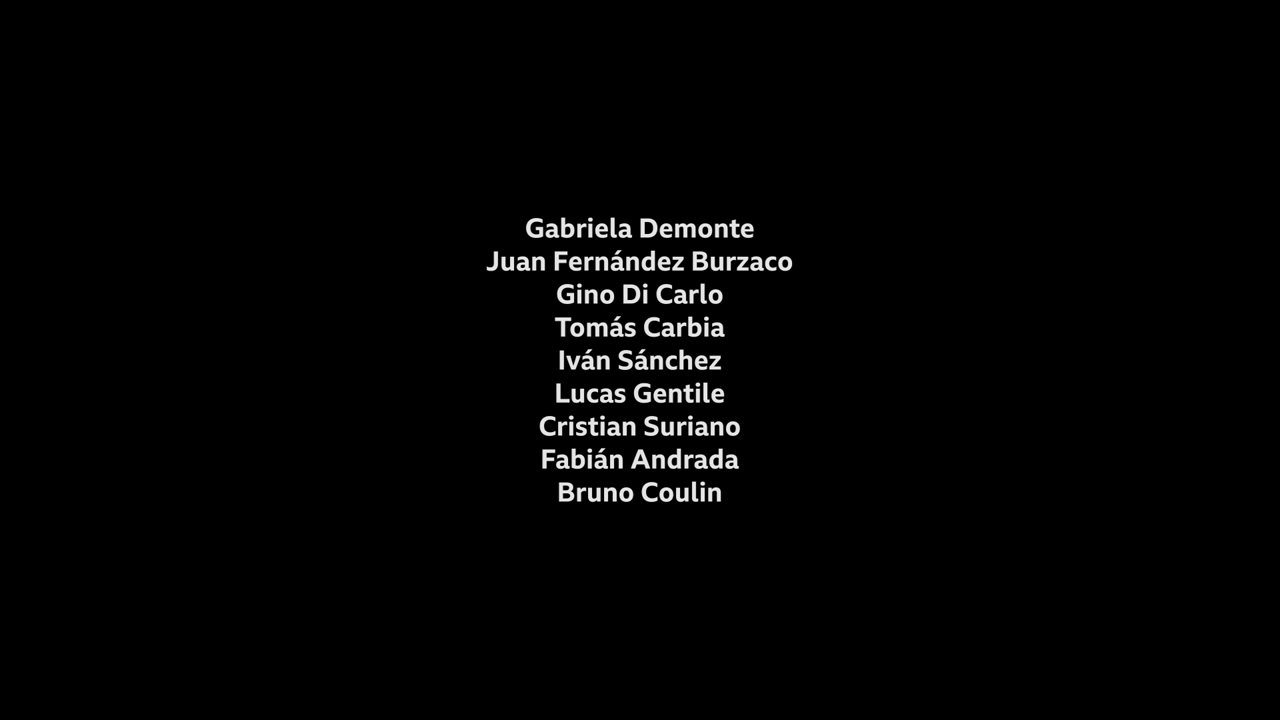 Gabriela Demonte
Juan Fernández Burzaco
Gino Di Carlo
Tomás Carbia
Iván Sánchez
Lucas Gentile
Cristian Suriano
Fabián Andrada
Bruno Coulin